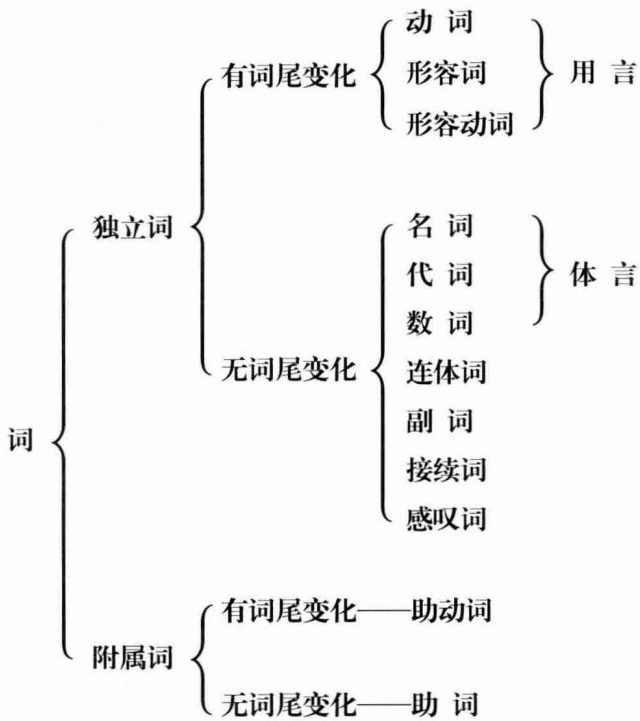 动 词
有词尾变化 形容词 用 言
形容动词
独立词 名 词
代 词 体 言
数 词
无词尾变化 连体词
副 词
词
接续词
感叹词
有词尾变化——助动词
附属词
无词尾变化——助 词